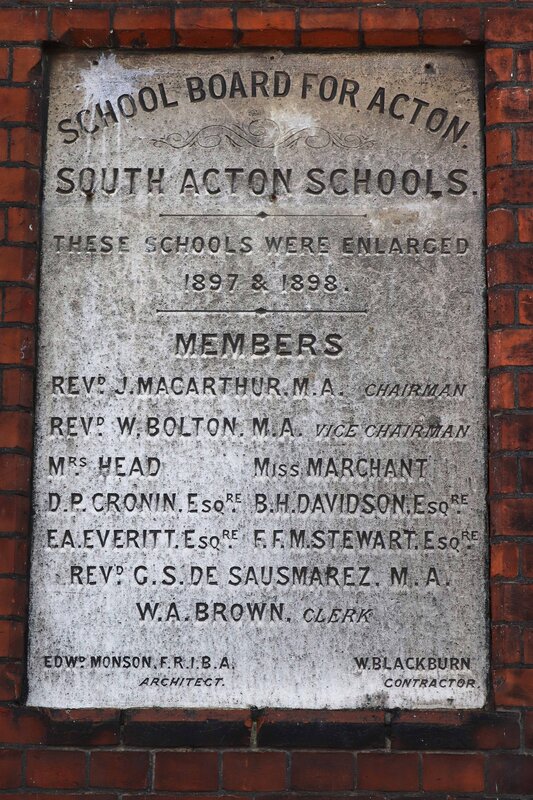 SCHOOL BOARD FOR ACTON.
SOUTH ACTON SCHOOLS.
THESE SCHOOLS WERE ENLARGED
1897 & 1898.
MEMBERS
REVD J. MACARTHUR. M.A. CHAIRMAN
REVD W. BOLTON. M.A. VICE CHAIRMAN
MRS HEAD MISS MARCHANT
D.P. CRONIN. ESQRE. B.H. DAVIDSON. ESQRE
E.A. EVERITT. ESQRE. F.F.M. STEWART. ESQRE
REVD G.S. DE SAUSMAREZ. M.A.
W.A. BROWN. CLERK
EDWD MONSON, F.R.I.B.A. W. BLACKBURN
ARCHITECT. CONTRACTOR.